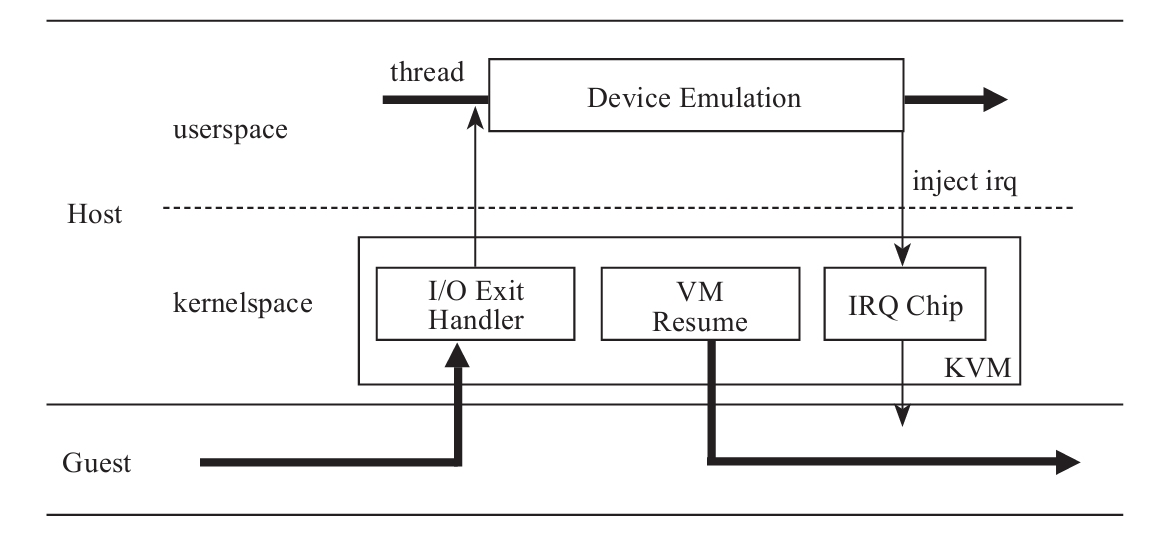 thread
Device Emulation
userspace
inject irq
Host
I/O Exit
Handler
VM
Resume
IRQ Chip
kernelspace
KVM
Guest